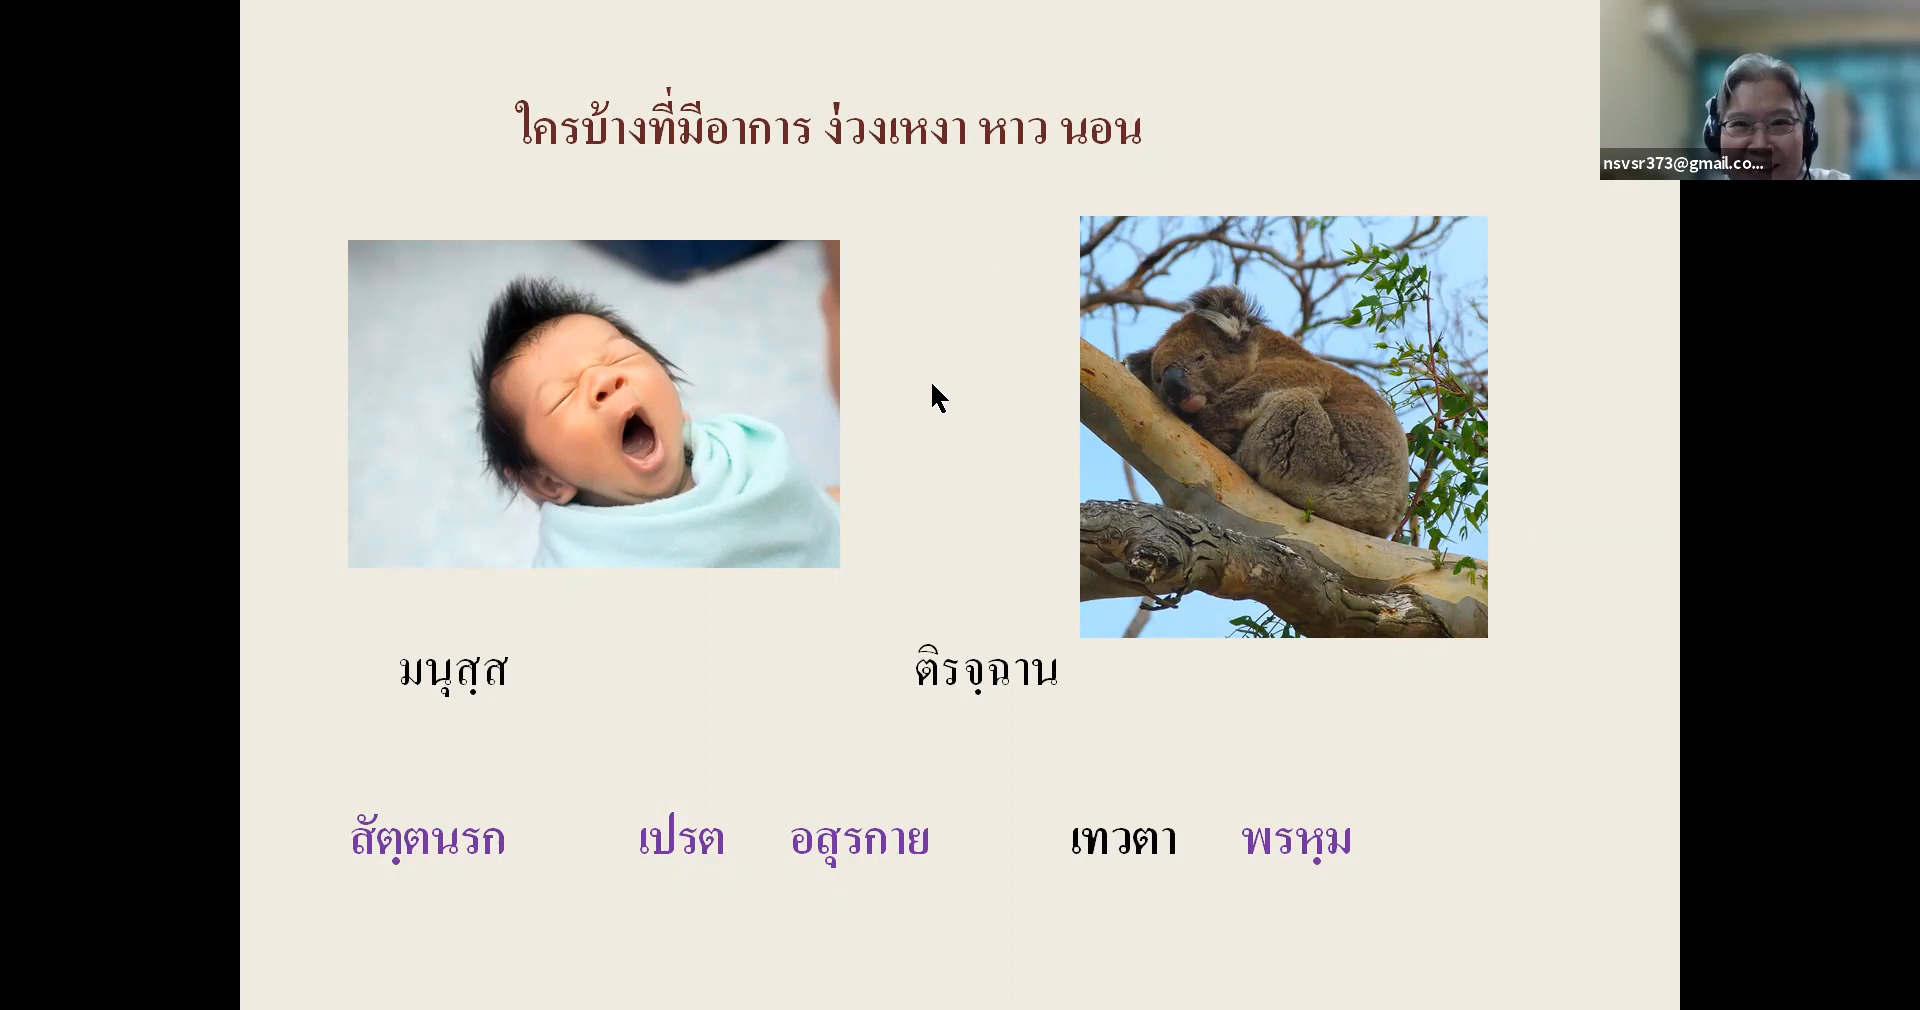 ใครบ้างที่มีอาการ ง่วงเหงา หาว นอน
nsvsr373@gmail.co...
มนุสฺส ติรจฺฉาน
สัตฺตนรก เปรต อสุรกาย เทวตา พรหฺม